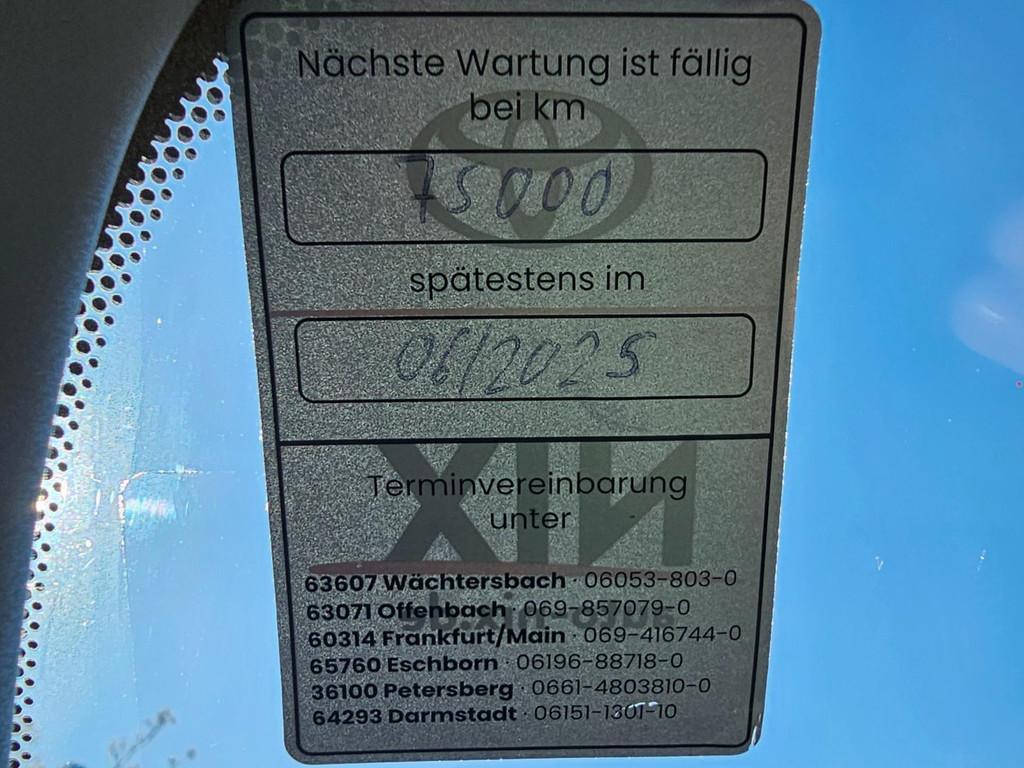 Nächste Wartung ist fällig
bei km
75000
spätestens im
06/2025
NIX
Terminvereinbarung
unter
63607 Wächtersbach · 06053-803-0
63071 Offenbach · 069-857079-0
60314 Frankfurt/Main · 069-416744-0
65760 Eschborn · 06196-88718-0
36100 Petersberg · 0661-4803810-0
64293 Darmstadt · 06151-1301-10